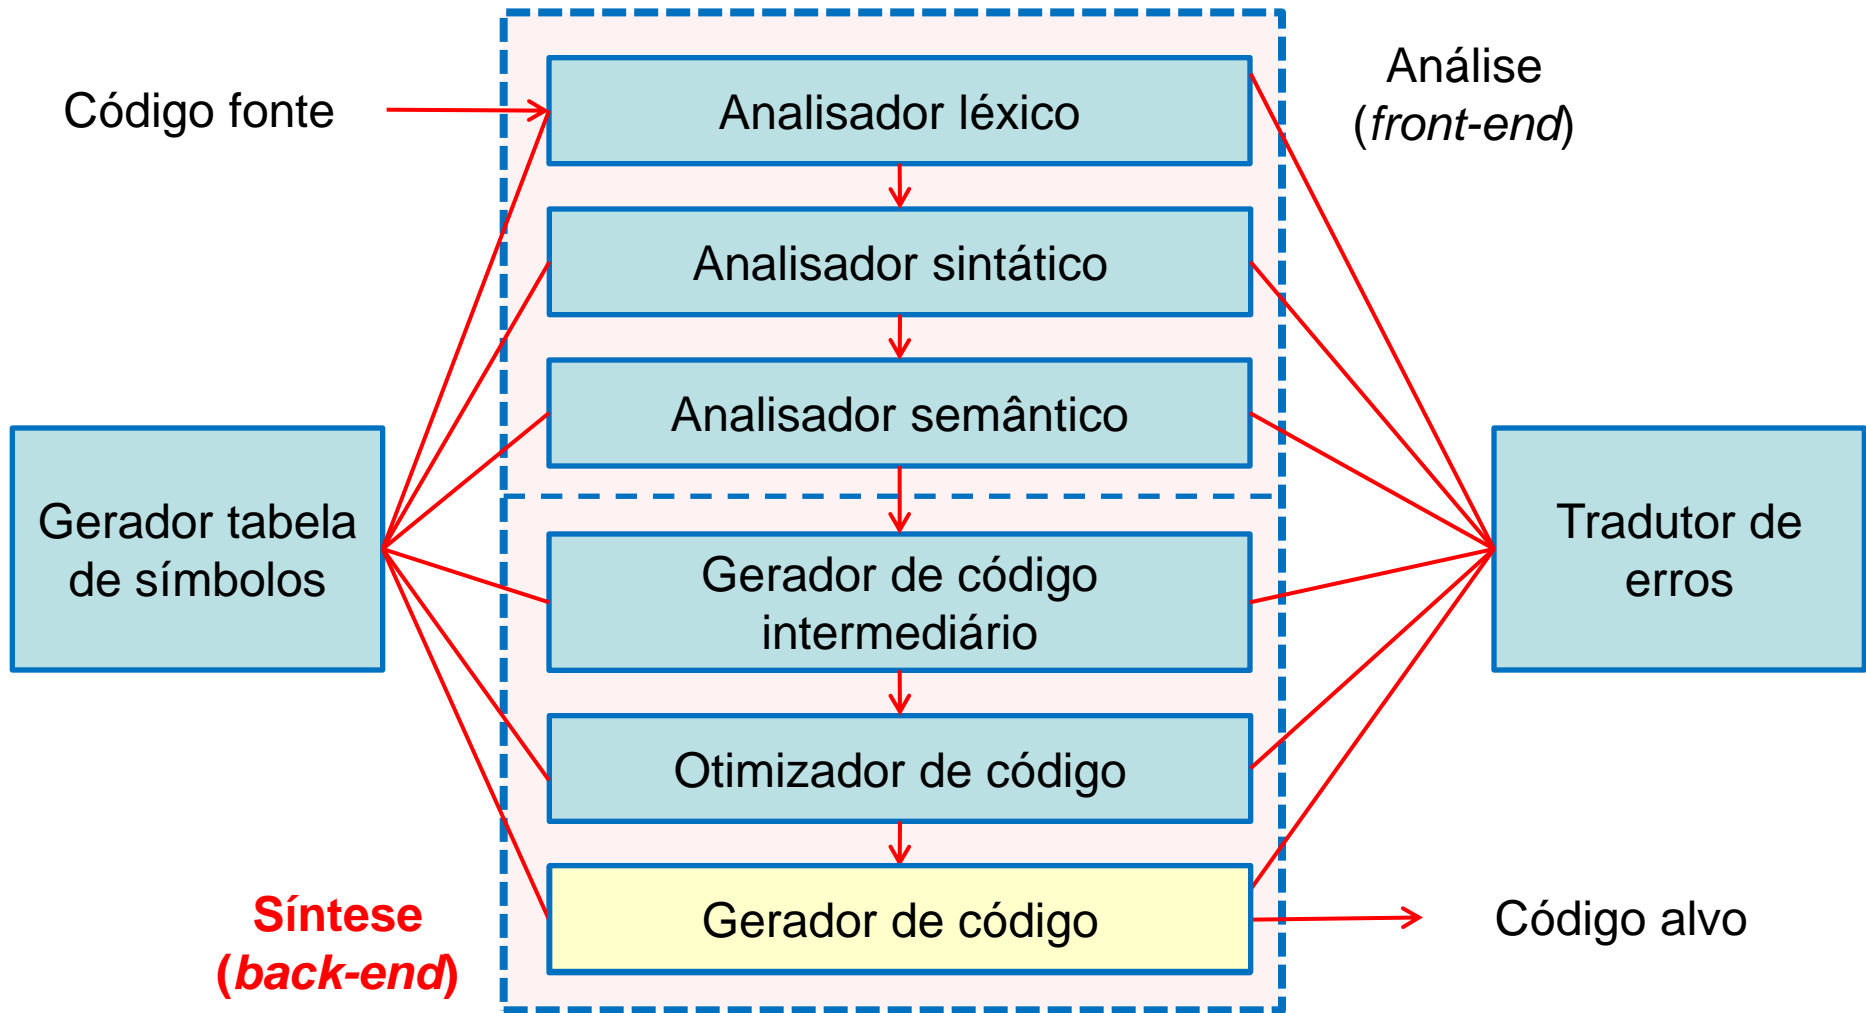 Código fonte
Analisador léxico
Análise
(front-end)
Analisador sintático
Analisador semântico
Gerador tabela
de símbolos
Gerador de código
intermediário
Tradutor de
erros
Otimizador de código
Síntese
(back-end)
Gerador de código
Código alvo